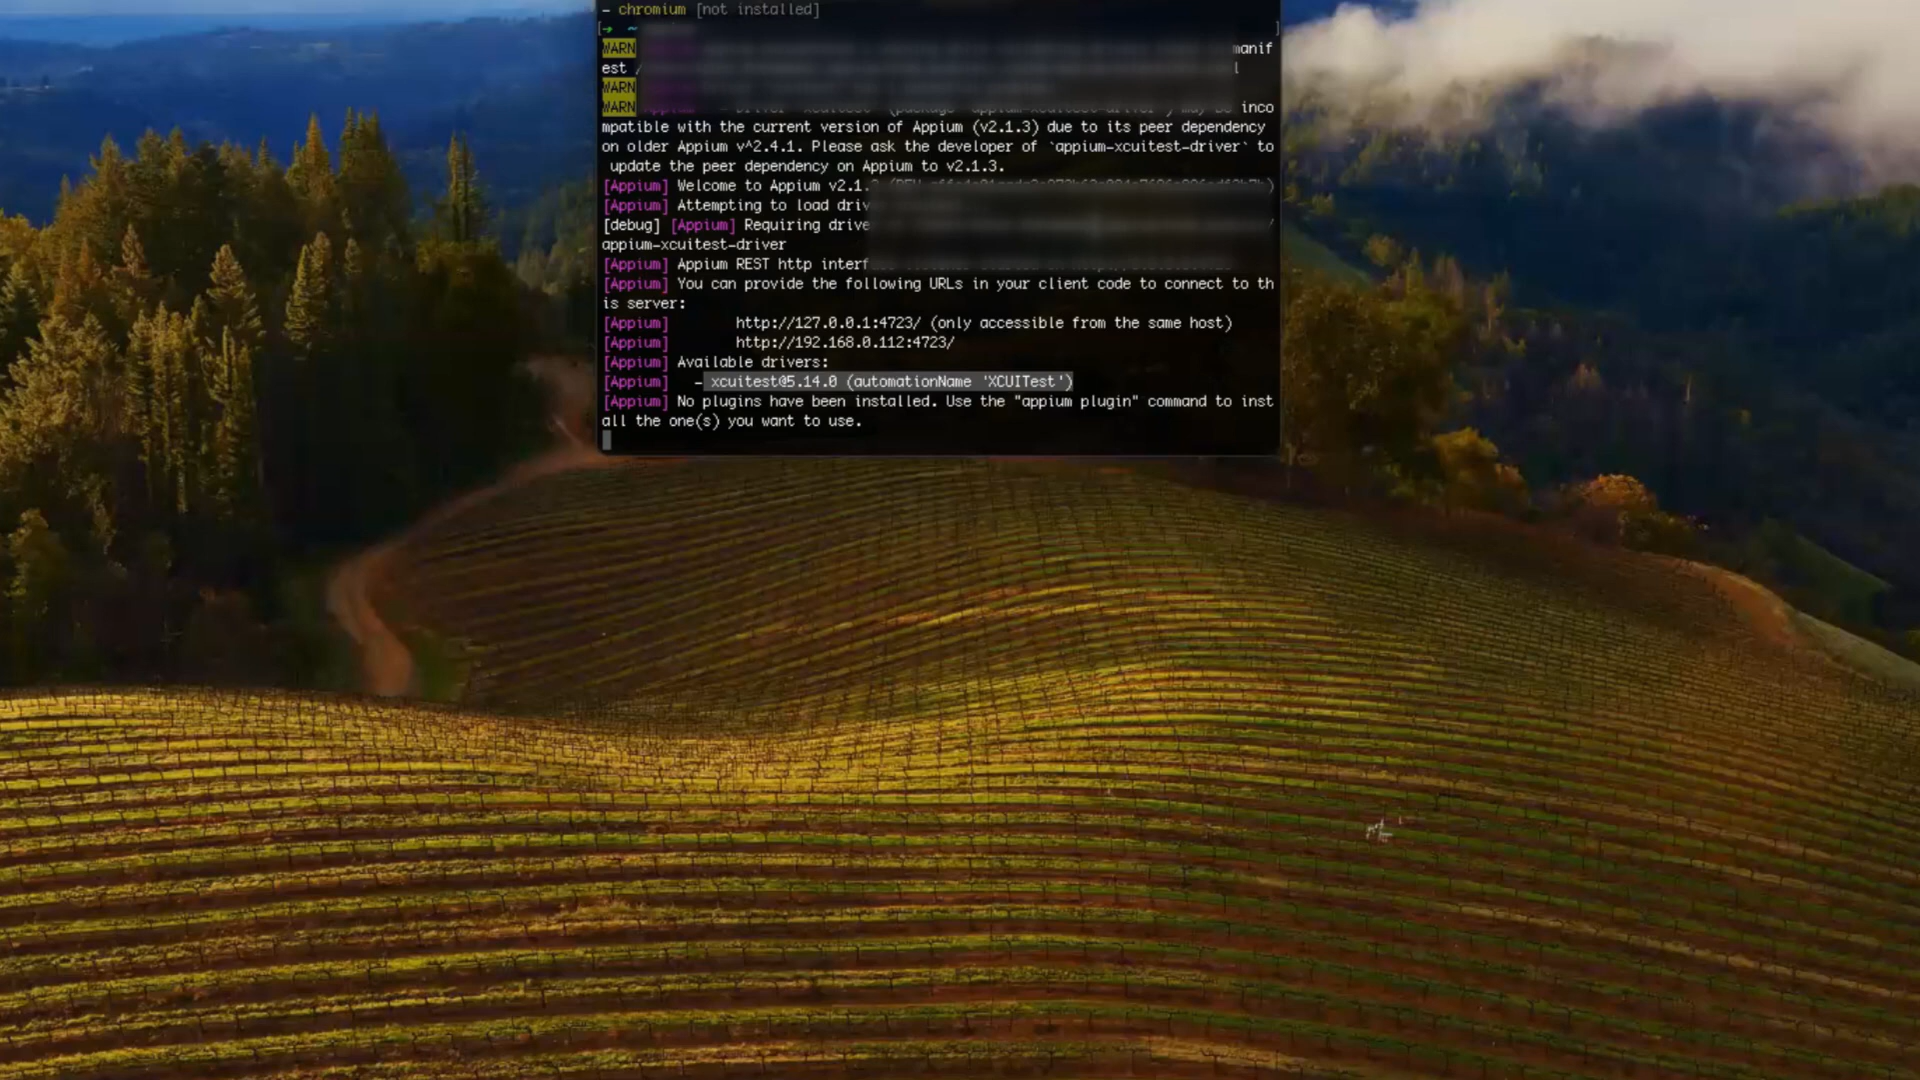 - chromium [not installed]
[→ ~ ]
WARN manif
est /
WARN
WARN inco
mpatible with the current version of Appium (v2.1.3) due to its peer dependency
on older Appium v^2.4.1. Please ask the developer of `appium-xcuitest-driver` to
update the peer dependency on Appium to v2.1.3.
[Appium] Welcome to Appium v2.1.
[Appium] Attempting to load driv
[debug] [Appium] Requiring drive /
appium-xcuitest-driver
[Appium] Appium REST http interf
[Appium] You can provide the following URLs in your client code to connect to th
is server:
[Appium] http://127.0.0.1:4723/ (only accessible from the same host)
[Appium] http://192.168.0.112:4723/
[Appium] Available drivers:
[Appium] - xcuitest@5.14.0 (automationName 'XCUITest')
[Appium] No plugins have been installed. Use the "appium plugin" command to inst
all the one(s) you want to use.